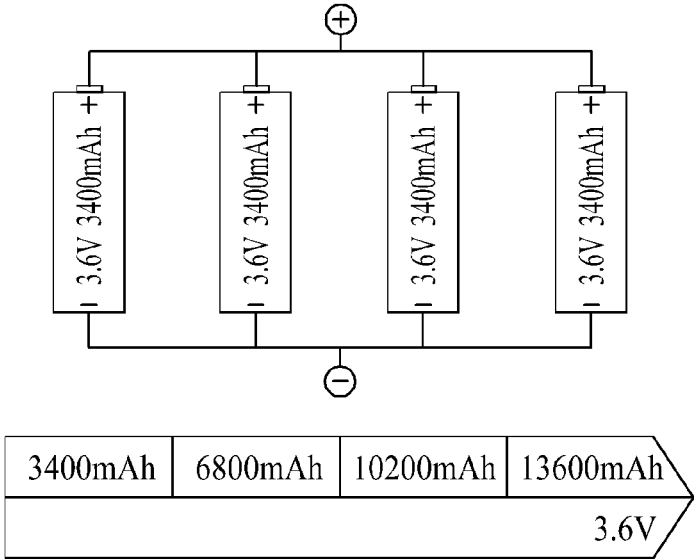 +
+ 3.6V 3400mAh −
+ 3.6V 3400mAh −
+ 3.6V 3400mAh −
+ 3.6V 3400mAh −
−
3400mAh 6800mAh 10200mAh 13600mAh
3.6V